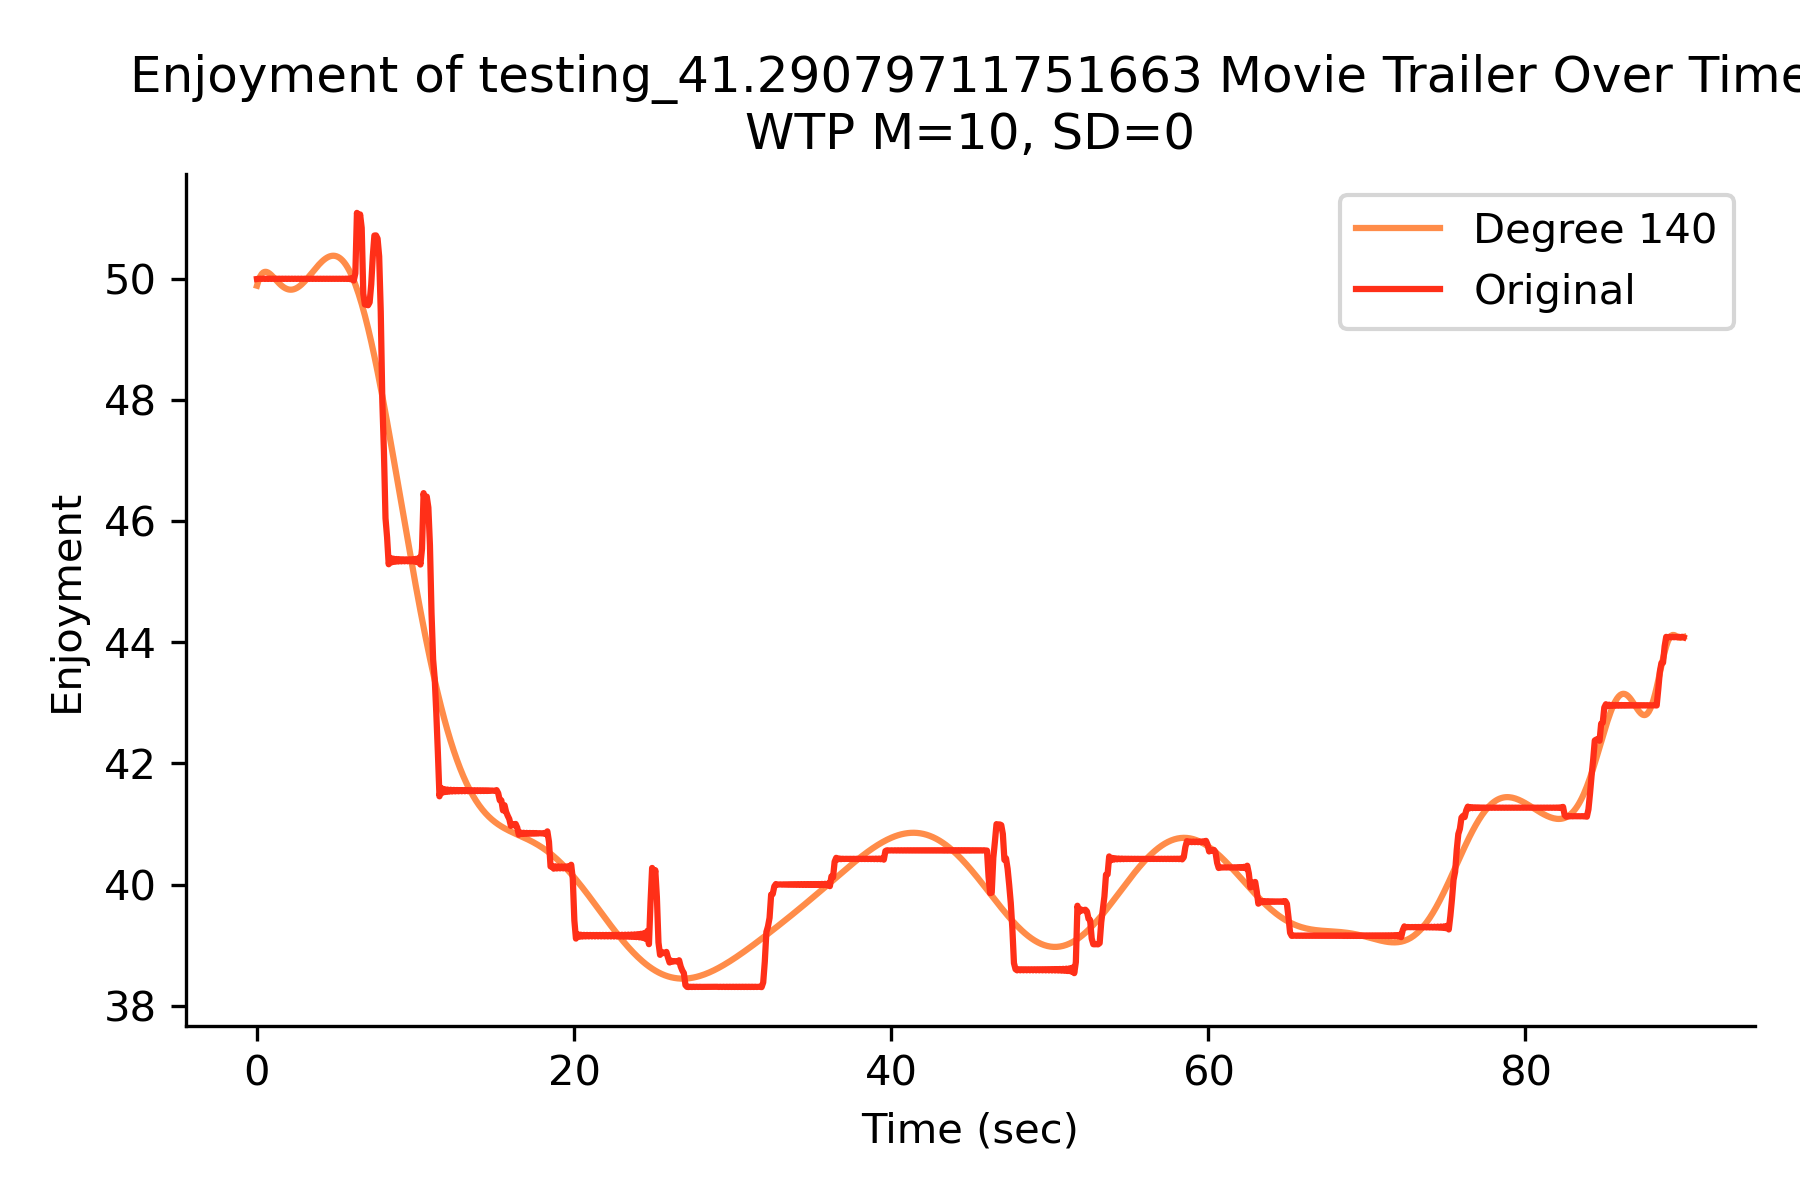 Enjoyment of testing_41.29079711751663 Movie Trailer Over Time
WTP M=10, SD=0
Degree 140
Original
Enjoyment
50
48
46
44
42
40
38
0 20 40 60 80
Time (sec)